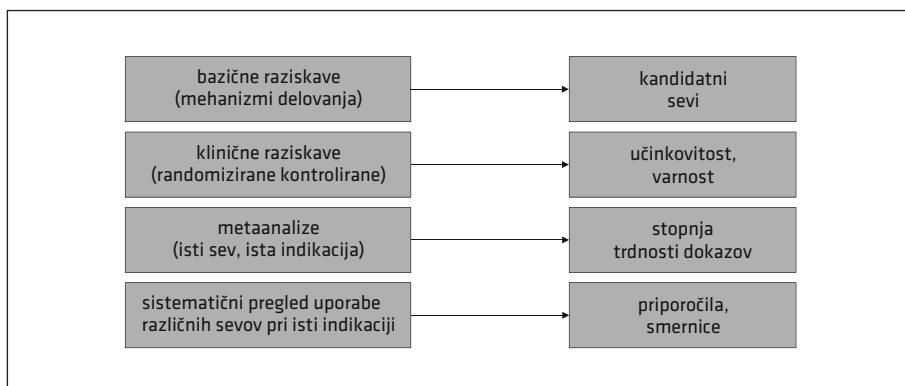 bazične raziskave
(mehanizmi delovanja)
kandidatni
sevi
klinične raziskave
(randomizirane kontrolirane)
učinkovitost,
varnost
metaanalize
(isti sev, ista indikacija)
stopnja
trdnosti dokazov
sistematični pregled uporabe
različnih sevov pri isti indikaciji
priporočila,
smernice